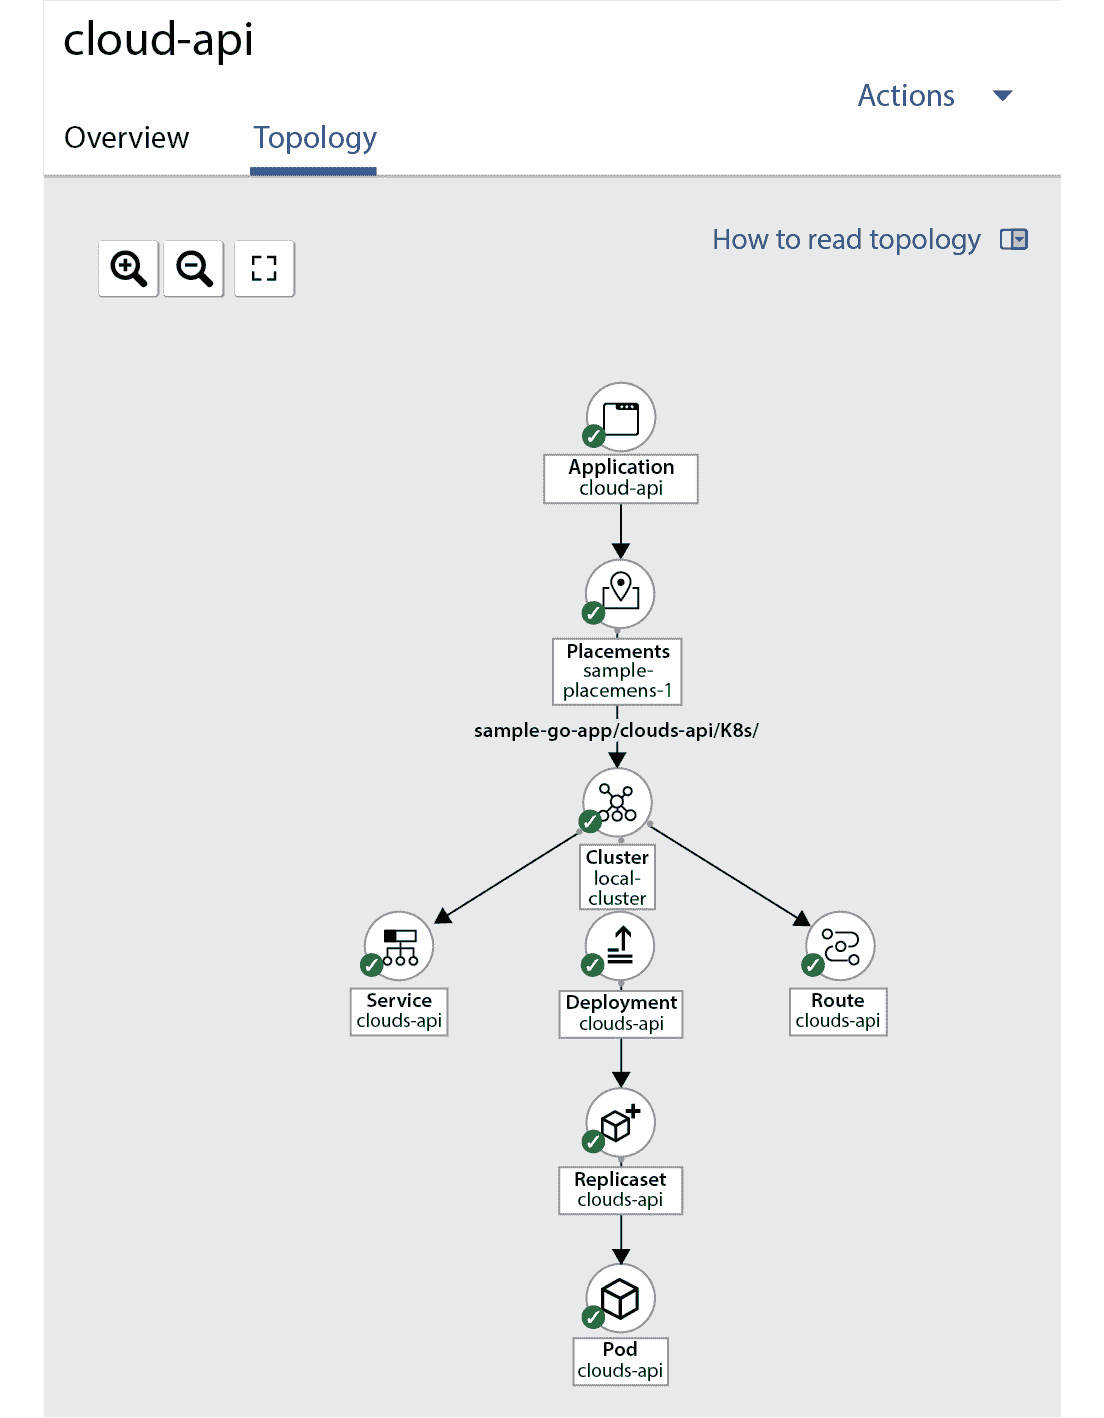 cloud-api
Actions
Overview
Topology
How to read topology
Application
cloud-api
Placements
sample-
placemens-1
sample-go-app/clouds-api/K8s/
Cluster
local-
cluster
Service
clouds-api
Deployment
clouds-api
Route
clouds-api
Replicaset
clouds-api
Pod
clouds-api